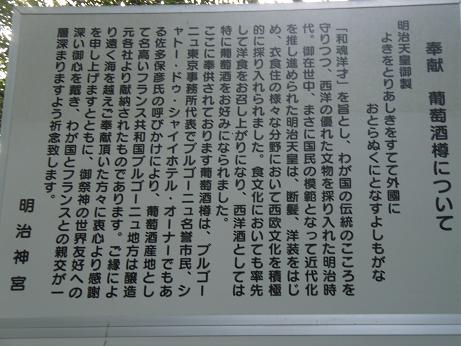 奉献　葡萄酒樽について
明治天皇御製
よきをとりあしきをすてて外國に
おとらぬくにとなすよしもがな
「和魂洋才」を旨とし、わが国の伝統のこころを
守りつつ、西洋の優れた文物を採り入れた明治時
代。御在世中、まさに国民の模範となって近代化
を推し進められた明治天皇は、断髪、洋装をはじ
め、衣食住の様々な分野において西欧文化を積極
的に採り入れられました。食文化においても率先
して洋食をお召し上がりになり、西洋酒としては
特に葡萄酒をお好みになられました。
ここに奉供されております葡萄酒樽は、ブルゴー
ニュ東京事務所代表でブルゴーニュ名誉市民、シ
ャトー・ドゥ・シャイイホテル・オーナーでもあ
る佐多保彦氏の呼びかけにより、葡萄酒産地とし
て名高いフランス共和国ブルゴーニュ地方は醸造
元各社より献納されたものであります。ご縁によ
り遠く海を越えご奉献頂いた方々に衷心より感謝
を申し上げますとともに、御祭神の世界友好への
深い御心を戴き、わが国とフランスとの親交が一
層深まりますよう祈念致します。
明治神宮